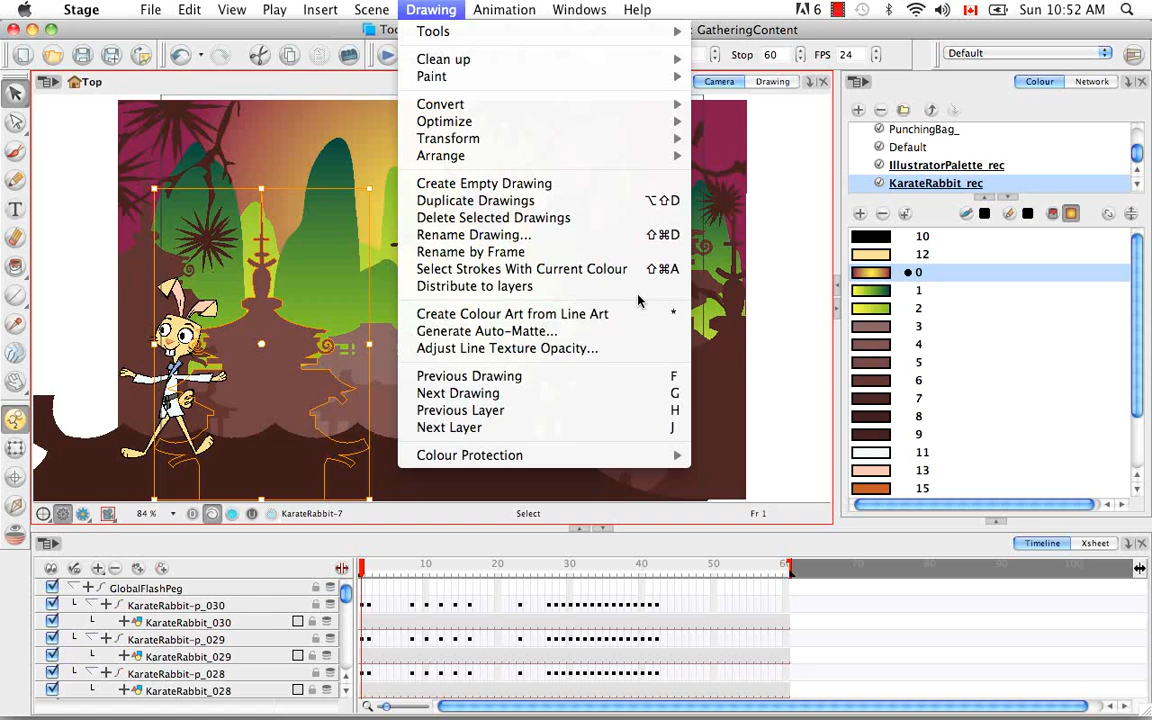 Stage File Edit View Play Insert Scene Drawing Animation Windows Help 6 Sun 10:52 AM
GatheringContent
Stop 60 FPS 24 Default
Top Camera Drawing Colour Network
Tools
Clean up
Paint
Convert
Optimize
Transform
Arrange
Create Empty Drawing
Duplicate Drawings ⌥⇧D
Delete Selected Drawings
Rename Drawing... ⇧⌘D
Rename by Frame
Select Strokes With Current Colour ⇧⌘A
Distribute to layers
Create Colour Art from Line Art *
Generate Auto-Matte...
Adjust Line Texture Opacity...
Previous Drawing F
Next Drawing G
Previous Layer H
Next Layer J
Colour Protection
PunchingBag_
Default
IllustratorPalette_rec
KarateRabbit_rec
10
12
0
1
2
3
4
5
6
7
8
9
11
13
15
84 % KarateRabbit-7 Select Fr 1
Timeline Xsheet
10 20 30 40 50 60 70 80 90 100
GlobalFlashPeg
KarateRabbit-p_030
KarateRabbit_030
KarateRabbit-p_029
KarateRabbit_029
KarateRabbit-p_028
KarateRabbit_028